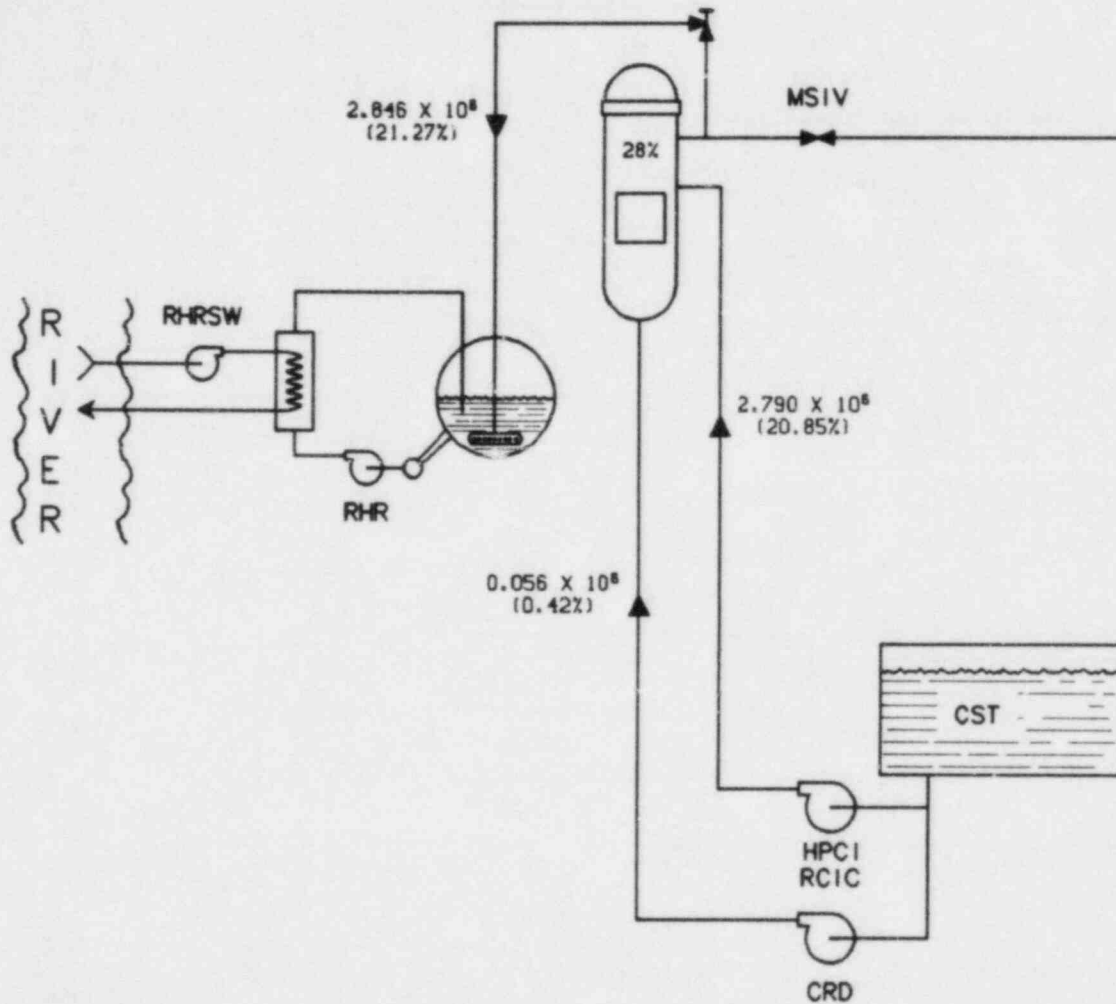 MSIV
2.846 X 10⁶
(21.27%)
28%
R
I
V
E
R
RHRSW
RHR
2.790 X 10⁶
(20.85%)
0.056 X 10⁶
(0.42%)
CST
HPCI
RCIC
CRD